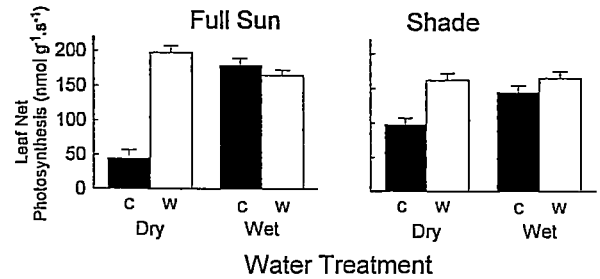 Full Sun
Shade
Leaf Net
Photosynthesis (nmol g-1.s-1)
200
150
100
50
0
C W C W
Dry Wet
C W C W
Dry Wet
Water Treatment